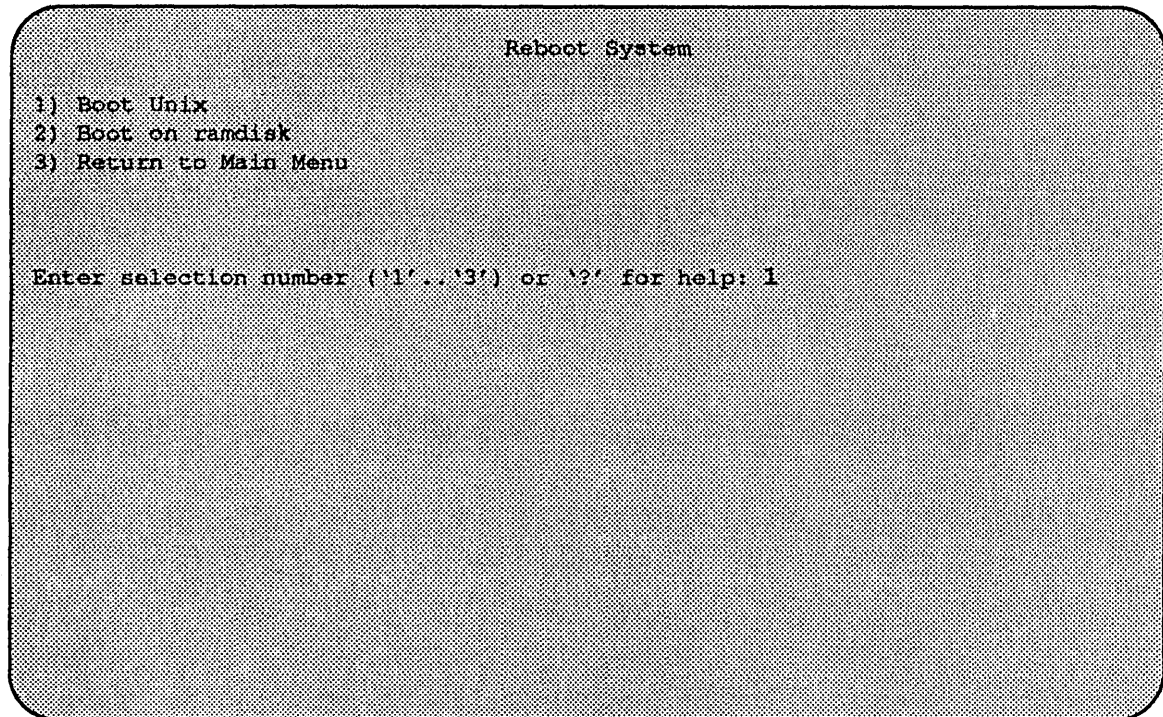 Reboot System
1) Boot Unix
2) Boot on ramdisk
3) Return to Main Menu
Enter selection number (‘1’..‘3’) or ‘?’ for help: 1